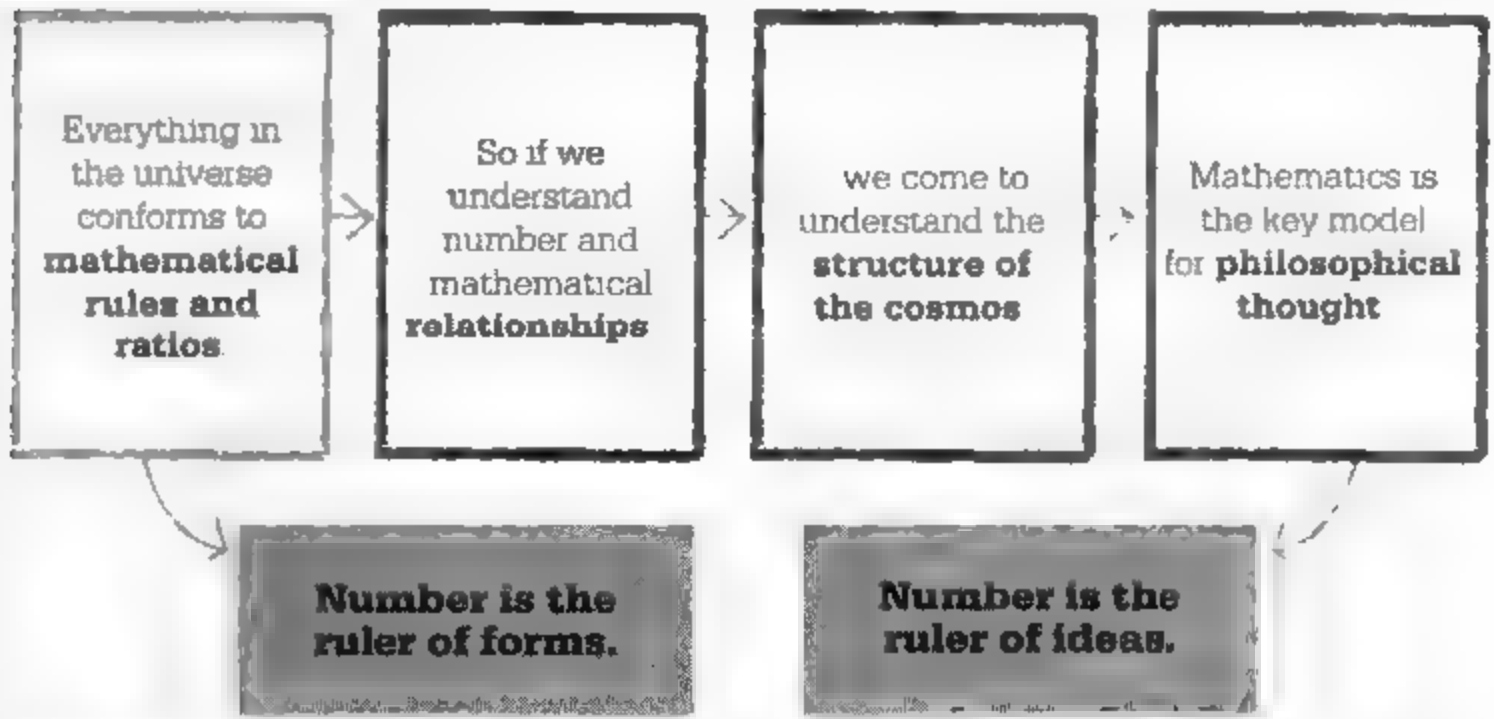 Everything in
the universe
conforms to
mathematical
rules and
ratios.
So if we
understand
number and
mathematical
relationships
we come to
understand the
structure of
the cosmos
Mathematics is
the key model
for philosophical
thought
Number is the
ruler of forms.
Number is the
ruler of ideas.